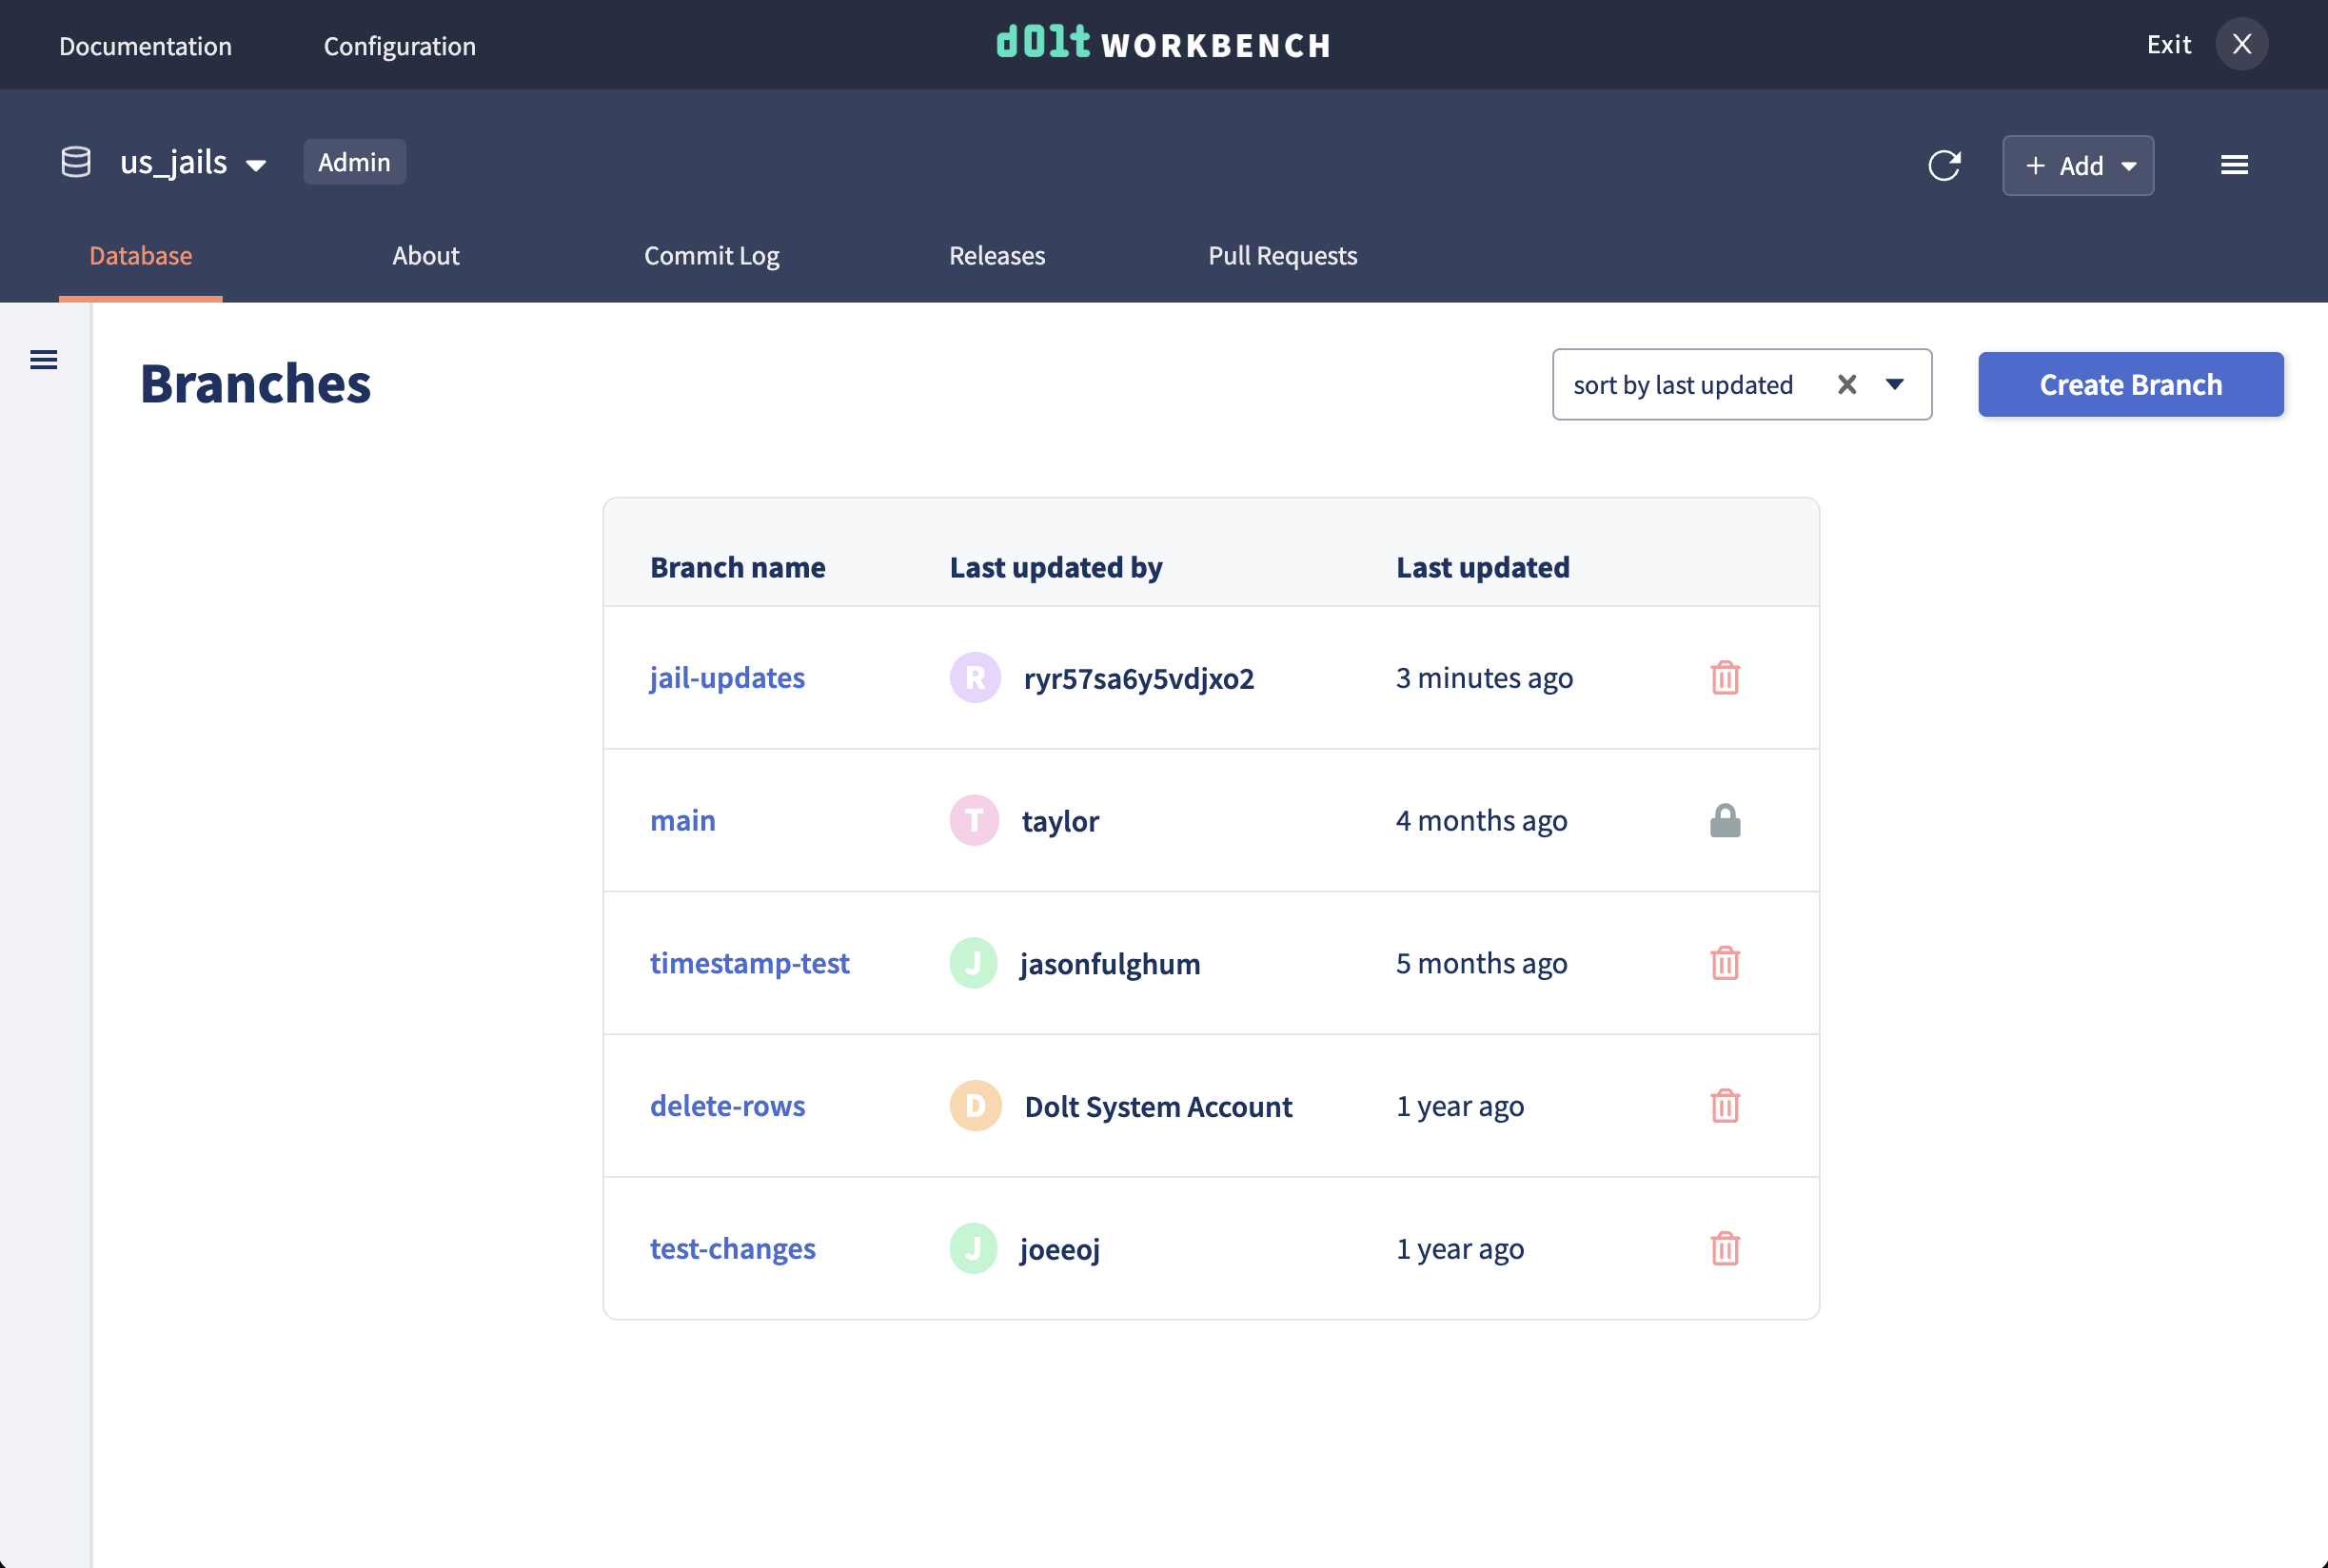 Documentation Configuration dolt WORKBENCH Exit X
us_jails Admin + Add
Database About Commit Log Releases Pull Requests
Branches sort by last updated Create Branch
Branch name Last updated by Last updated
jail-updates R ryr57sa6y5vdjxo2 3 minutes ago
main T taylor 4 months ago
timestamp-test J jasonfulghum 5 months ago
delete-rows D Dolt System Account 1 year ago
test-changes J joeeoj 1 year ago